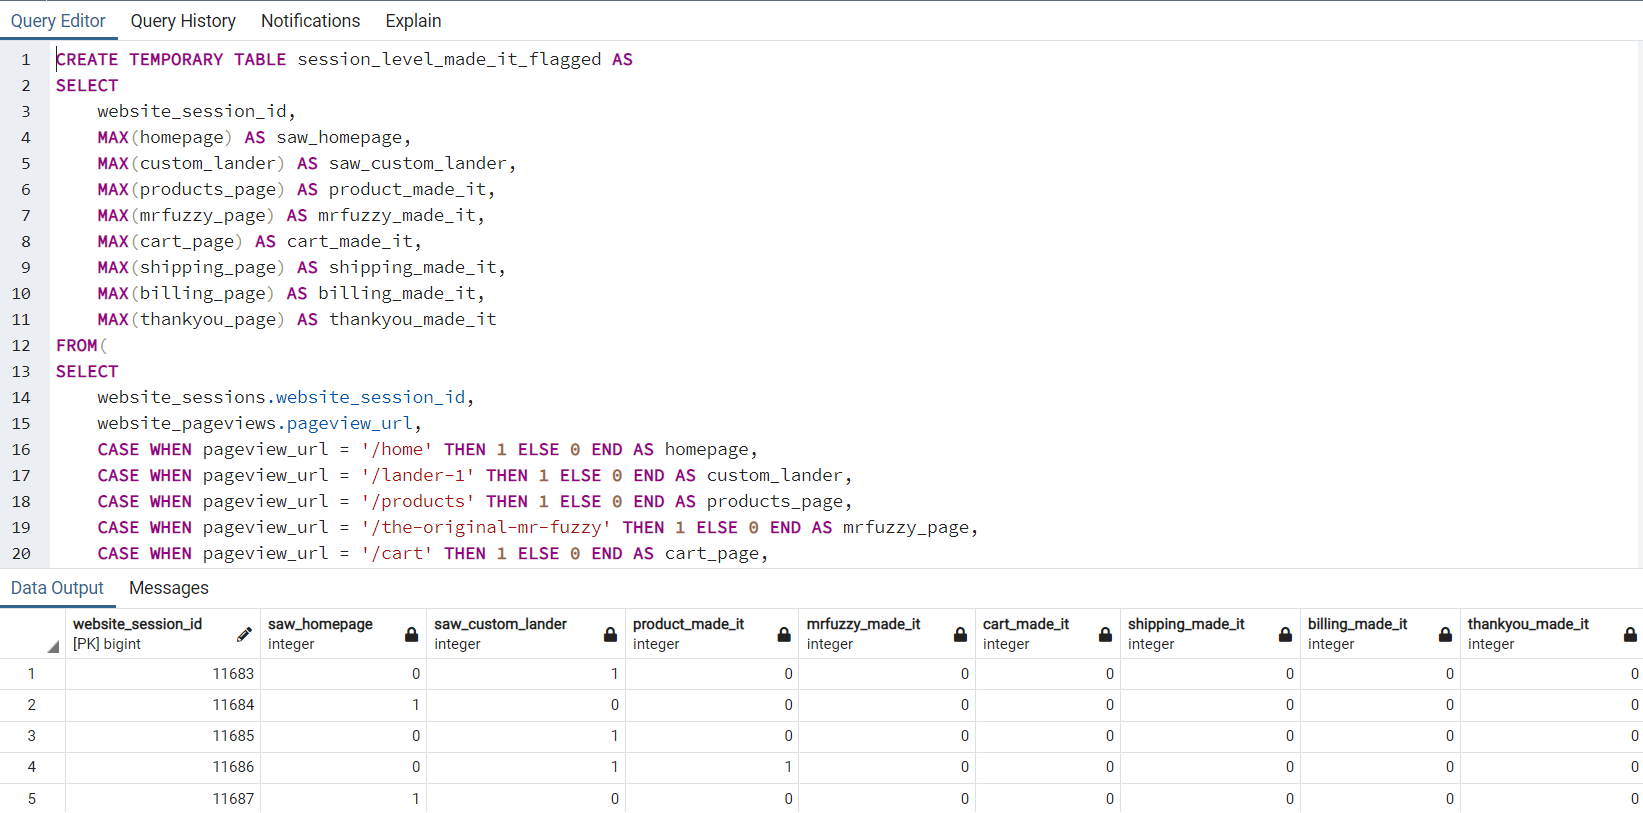 Query Editor Query History Notifications Explain
1 CREATE TEMPORARY TABLE session_level_made_it_flagged AS
2 SELECT
3 website_session_id,
4 MAX(homepage) AS saw_homepage,
5 MAX(custom_lander) AS saw_custom_lander,
6 MAX(products_page) AS product_made_it,
7 MAX(mrfuzzy_page) AS mrfuzzy_made_it,
8 MAX(cart_page) AS cart_made_it,
9 MAX(shipping_page) AS shipping_made_it,
10 MAX(billing_page) AS billing_made_it,
11 MAX(thankyou_page) AS thankyou_made_it
12 FROM(
13 SELECT
14 website_sessions.website_session_id,
15 website_pageviews.pageview_url,
16 CASE WHEN pageview_url = '/home' THEN 1 ELSE 0 END AS homepage,
17 CASE WHEN pageview_url = '/lander-1' THEN 1 ELSE 0 END AS custom_lander,
18 CASE WHEN pageview_url = '/products' THEN 1 ELSE 0 END AS products_page,
19 CASE WHEN pageview_url = '/the-original-mr-fuzzy' THEN 1 ELSE 0 END AS mrfuzzy_page,
20 CASE WHEN pageview_url = '/cart' THEN 1 ELSE 0 END AS cart_page,
Data Output Messages
website_session_id saw_homepage saw_custom_lander product_made_it mrfuzzy_made_it cart_made_it shipping_made_it billing_made_it thankyou_made_it
[PK] bigint integer integer integer integer integer integer integer integer
1 11683 0 1 0 0 0 0 0 0
2 11684 1 0 0 0 0 0 0 0
3 11685 0 1 0 0 0 0 0 0
4 11686 0 1 1 0 0 0 0 0
5 11687 1 0 0 0 0 0 0 0